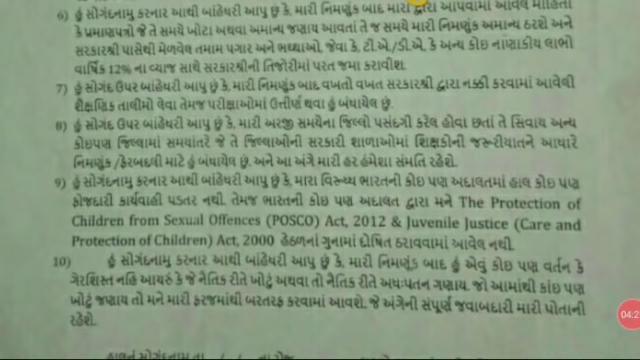 6) હું સોગંદનામુ કરનાર આથી બાંહેધરી આપુ છું કે. મારી નિમણુંક બાદ મારા દ્વારા આપવામાં આવેલ માહિતી
કે પ્રમાણપત્રો જે તે સમયે ખોટા અથવા અમાન્ય જણાય આવતાં તે જ સમયે મારી નિમણુંક અમાન્ય ઠરશે અને
સરકારશ્રી પાસેથી મેળવેલ તમામ પગાર અને ભથ્થાઓ. જેવા કે. ટી.એ./ડી.એ. કે અન્ય કોઇ નાણાકીય લાભો
વાર્ષિક 12% ના વ્યાજ સાથે સરકારશ્રીની તિજોરીમાં પરત જમા કરાવીશ.
7) હું સોગંદ ઉપર બાંહેધરી આપુ છું કે. મારી નિમણુંક બાદ વખતો વખત સરકારશ્રી દ્વારા નક્કી કરવામાં આવેલી
શૈક્ષણિક તાલીમો લેવા તેમજ પરીક્ષાઓમાં ઉત્તીર્ણ થવા હું બંધાયેલ છું.
8) હું સોગંદ ઉપર બાંહેધરી આપુ છું કે. મારી અરજી સમયેના જિલ્લો પસંદગી કરેલ હોવા છતાં તે સિવાય અન્ય
કોઇપણ જિલ્લામાં સમયાંતરે જે તે જિલ્લાઓની સરકારી શાળાઓમાં શિક્ષકીની જરૂરીયાતને આધારે
નિમણુંક /ફેરબદલી માટે હું બંધાયેલ છું. અને આ અંગે મારી હર હંમેશા સંમતિ રહેશે.
9) હું સોગંદનામુ કરનાર આથી બાંહેધરી આપુ છું કે. મારા વિરૂધ્ધ ભારતની કોઇ પણ અદાલતમાં હાલ કોઇ પણ
ફોજદારી કાર્યવાહી પડતર નથી. તેમજ ભારતની કોઇ પણ અદાલત દ્વારા મને The Protection of
Children from Sexual Offences (POSCO) Act, 2012 & Juvenile Justice (Care and
Protection of Children) Act, 2000 હેઠળનાં ગુનામાં દોષિત ઠરાવવામાં આવેલ નથી.
10) હું સોગંદનામુ કરનાર આથી બાંહેધરી આપુ છું કે. મારી નિમણુંક બાદ હું એવું કોઇ પણ વર્તન કે
ગેરશિસ્ત નહિ આચરું કે જે નૈતિક રીતે ખોટું અથવા તો નૈતિક રીતે અધ:પતન ગણાય. જો આમાંથી કાંઇ પણ
ખોટું જણાય તો મને મારી ફરજમાંથી બરતરફ કરવામાં આવશે. જે અંગેની સંપૂર્ણ જવાબદારી મારી પોતાની
રહેશે.